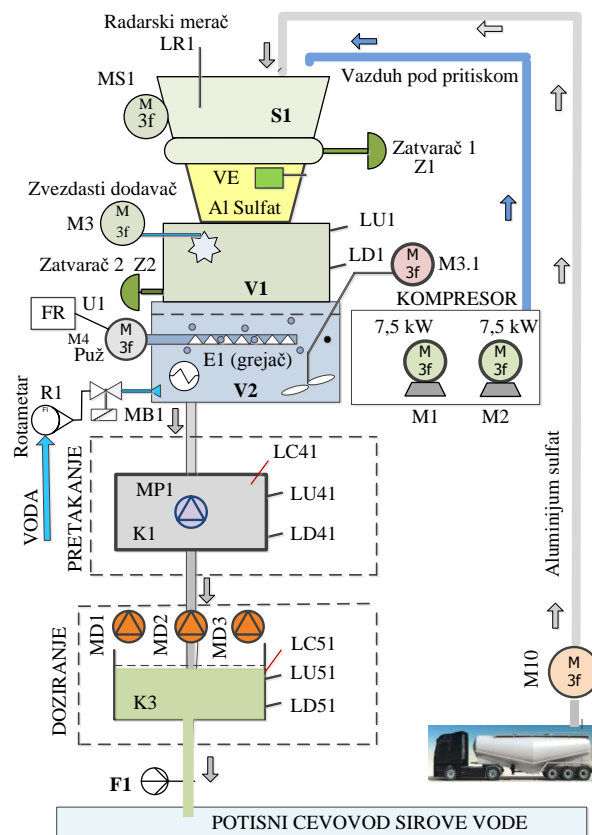 Radarski merač
LR1
MS1
M
3f
S1
Vazduh pod pritiskom
Zatvarač 1
Z1
VE
Al Sulfat
Zvezdasti dodavač
M3
M
3f
LU1
LD1
V1
M
3f
M3.1
Zatvarač 2 Z2
KOMPRESOR
7,5 kW
7,5 kW
M
3f
M
3f
M1
M2
FR
U1
M4
Puž
M
3f
E1 (grejač)
V2
R1
FI
Rotametar
MB1
VODA
PRETAKANJE
LC41
MP1
LU41
K1
LD41
Aluminijum sulfat
DOZIRANJE
MD1
MD2
MD3
LC51
LU51
K3
LD51
M10
M
3f
F1
POTISNI CEVOVOD SIROVE VODE